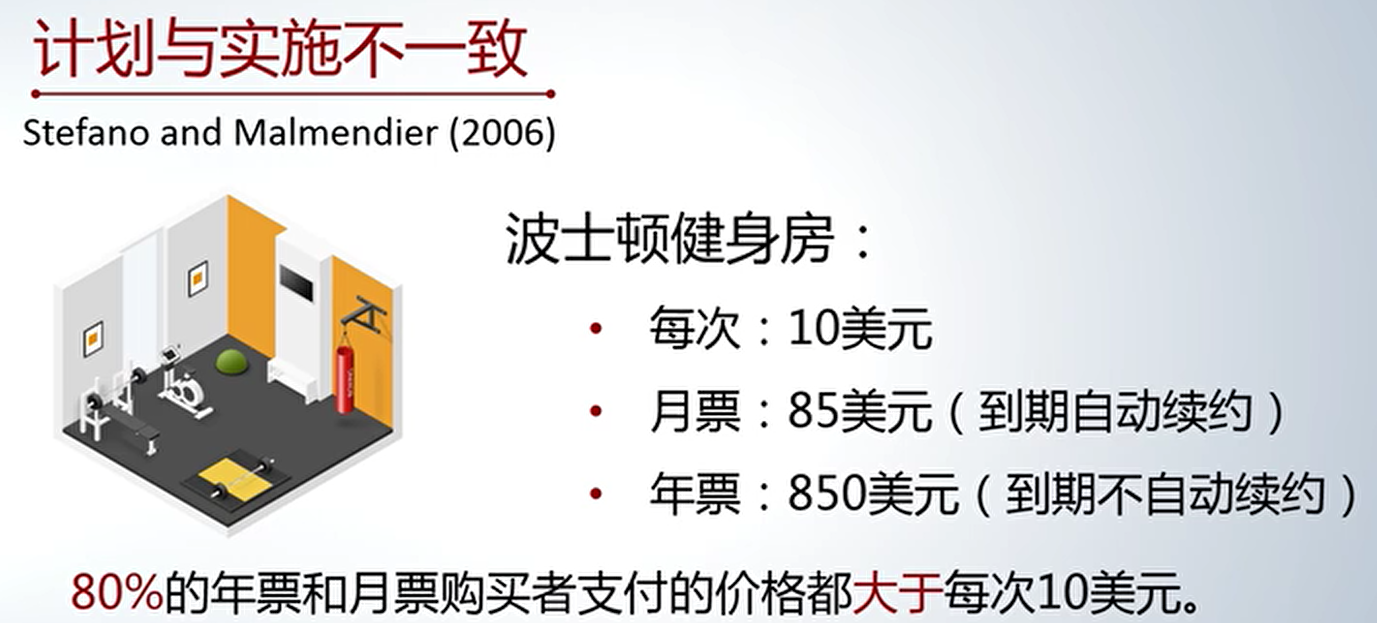 计划与实施不一致
Stefano and Malmendier (2006)
波士顿健身房：
• 每次：10美元
• 月票：85美元（到期自动续约）
• 年票：850美元（到期不自动续约）
80%的年票和月票购买者支付的价格都大于每次10美元。